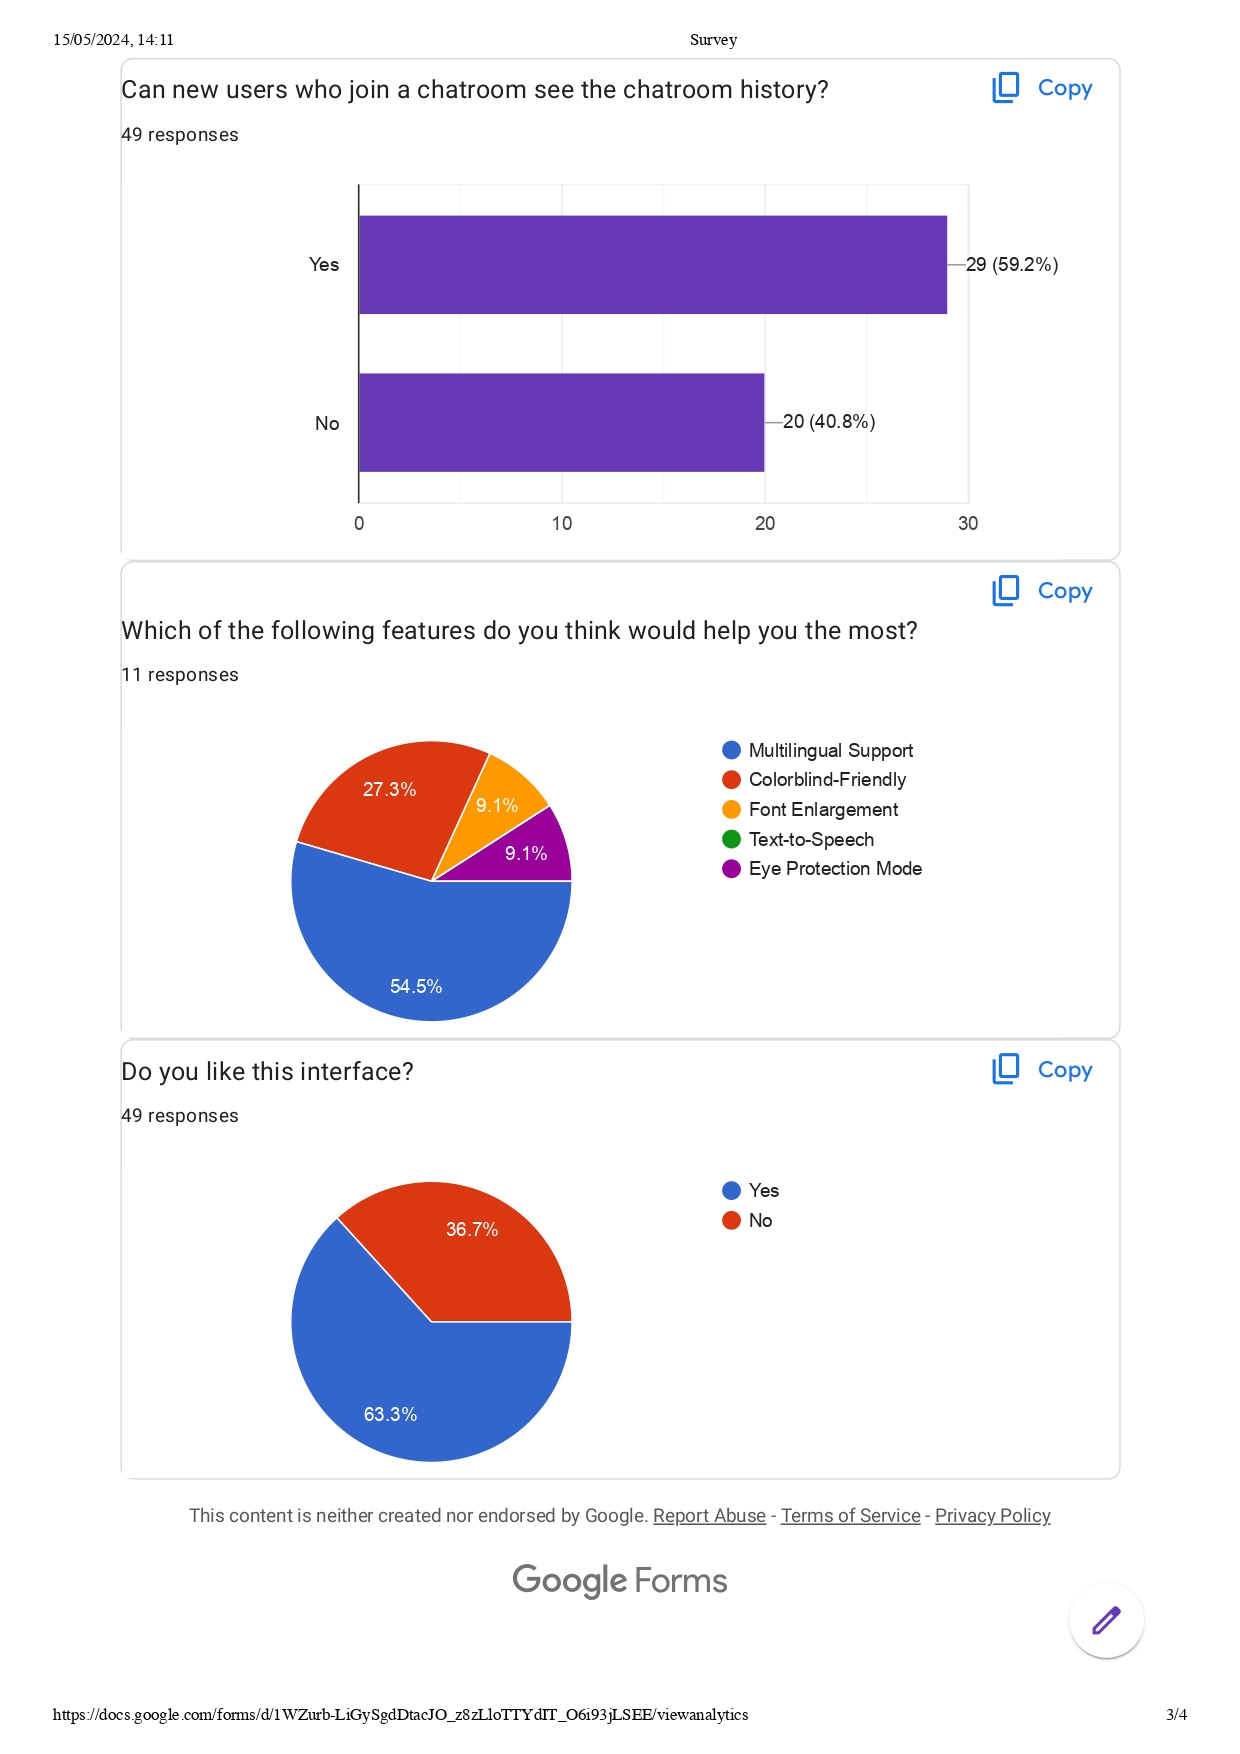 15/05/2024, 14:11 Survey
Can new users who join a chatroom see the chatroom history?
Copy
49 responses
Yes
29 (59.2%)
No
20 (40.8%)
0 10 20 30
Copy
Which of the following features do you think would help you the most?
11 responses
Multilingual Support
Colorblind-Friendly
Font Enlargement
Text-to-Speech
Eye Protection Mode
27.3%
9.1%
9.1%
54.5%
Do you like this interface?
Copy
49 responses
Yes
No
36.7%
63.3%
This content is neither created nor endorsed by Google. Report Abuse - Terms of Service - Privacy Policy
Google Forms
https://docs.google.com/forms/d/1WZurb-LiGySgdDtacJO_z8zLloTTYdIT_O6i93jLSEE/viewanalytics 3/4